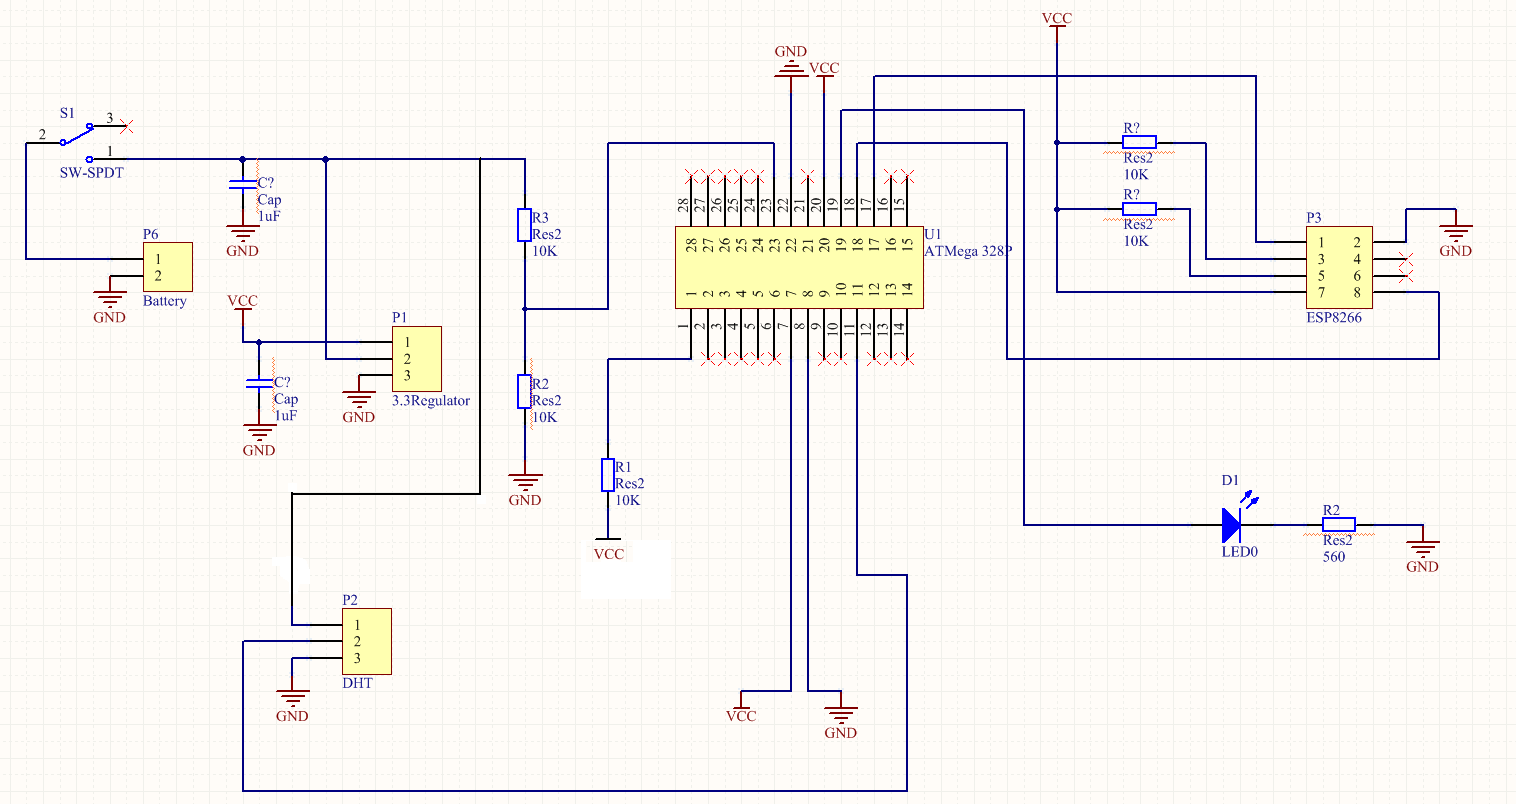 VCC
GND
VCC
S1
3
2
1
SW-SPDT
C?
Cap
1uF
GND
P6
1
2
Battery
GND
VCC
P1
1
2
3
3.3Regulator
GND
C?
Cap
1uF
GND
R3
Res2
10K
R2
Res2
10K
GND
R1
Res2
10K
VCC
28 27 26 25 24 23 22 21 20 19 18 17 16 15
28 27 26 25 24 23 22 21 20 19 18 17 16 15
U1
ATMega 328P
1 2 3 4 5 6 7 8 9 10 11 12 13 14
1 2 3 4 5 6 7 8 9 10 11 12 13 14
R?
Res2
10K
R?
Res2
10K
P3
1 2
3 4
5 6
7 8
ESP8266
GND
D1
LED0
R2
Res2
560
GND
P2
1
2
3
DHT
GND
VCC
GND